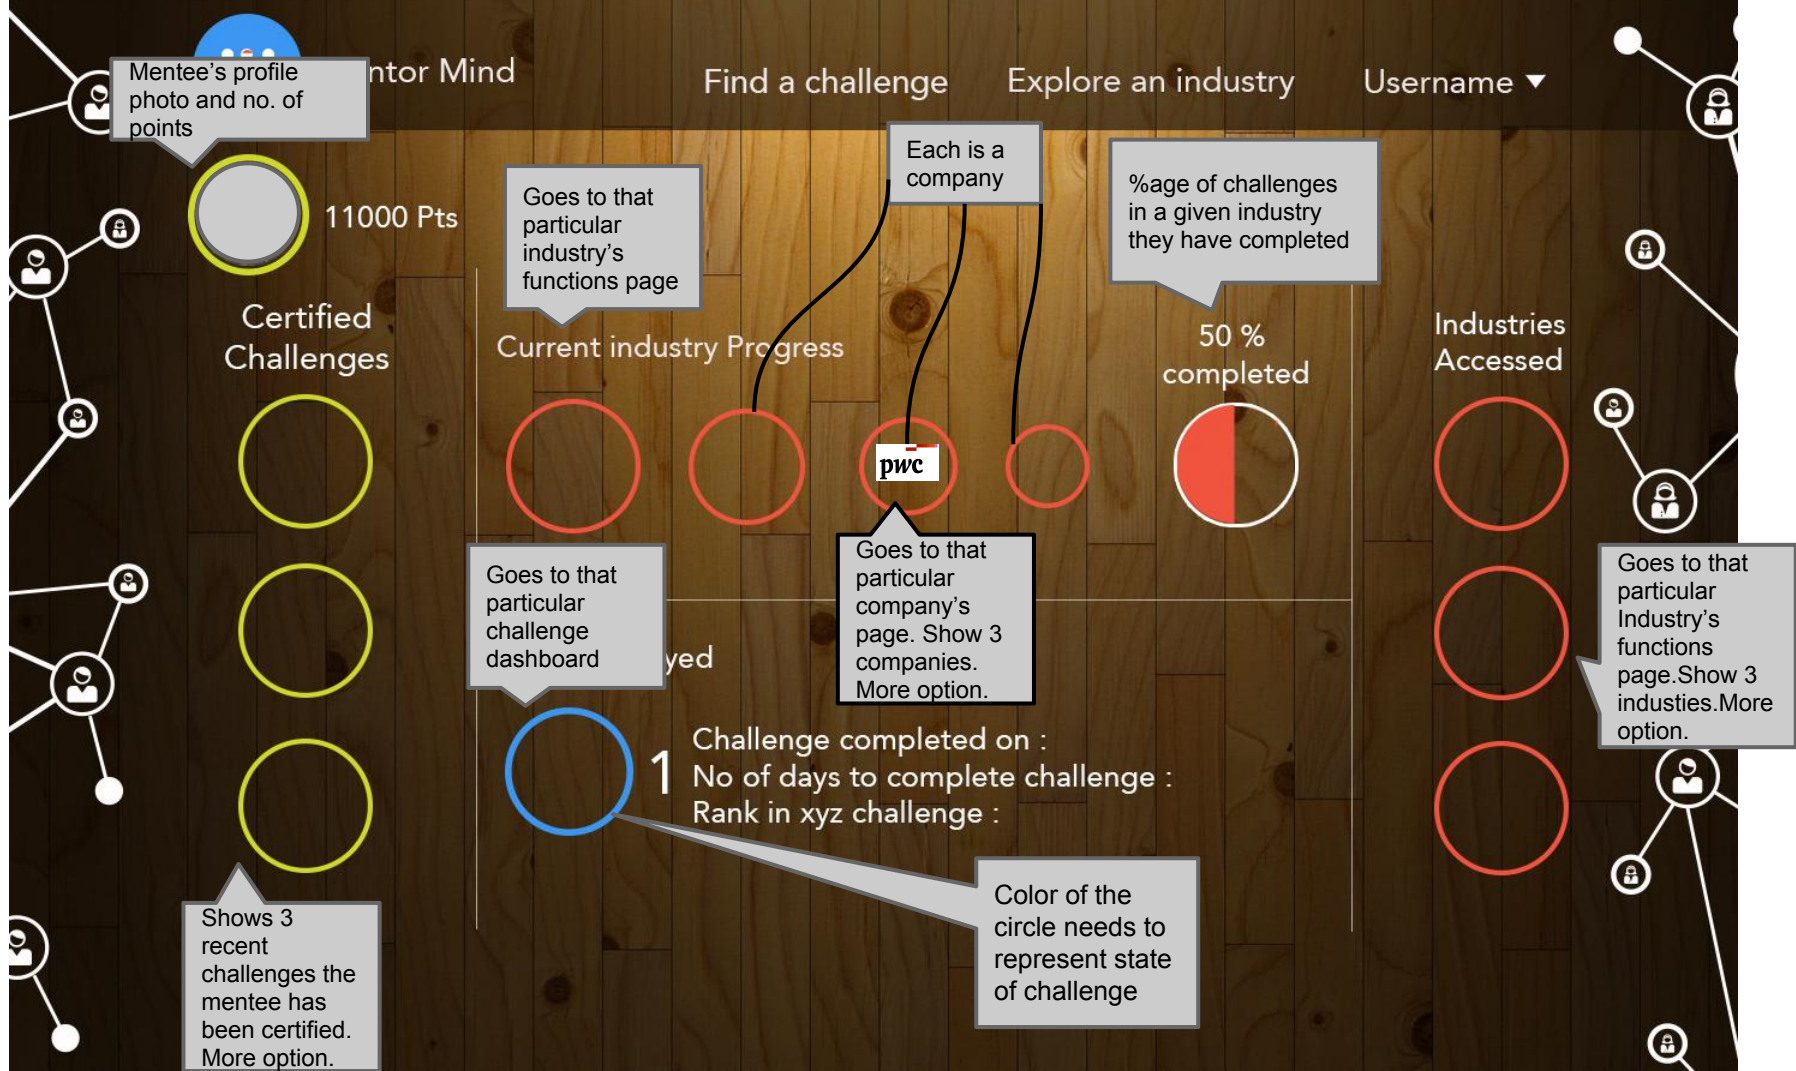 ntor Mind
Find a challenge
Explore an industry
Username
Mentee's profile
photo and no. of
points
11000 Pts
Each is a
company
Goes to that
particular
industry's
functions page
%age of challenges
in a given industry
they have completed
Certified
Challenges
Current industry Progress
50 %
completed
Industries
Accessed
pwc
Goes to that
particular
company's
page. Show 3
companies.
More option.
Goes to that
particular
challenge
dashboard
yed
Goes to that
particular
Industry's
functions
page.Show 3
industies.More
option.
1
Challenge completed on :
No of days to complete challenge :
Rank in xyz challenge :
Color of the
circle needs to
represent state
of challenge
Shows 3
recent
challenges the
mentee has
been certified.
More option.